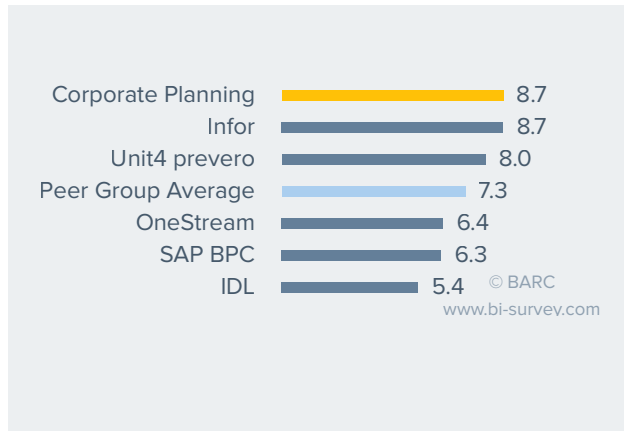 Corporate Planning 8.7
Infor 8.7
Unit4 prevero 8.0
Peer Group Average 7.3
OneStream 6.4
SAP BPC 6.3
IDL 5.4
© BARC
www.bi-survey.com